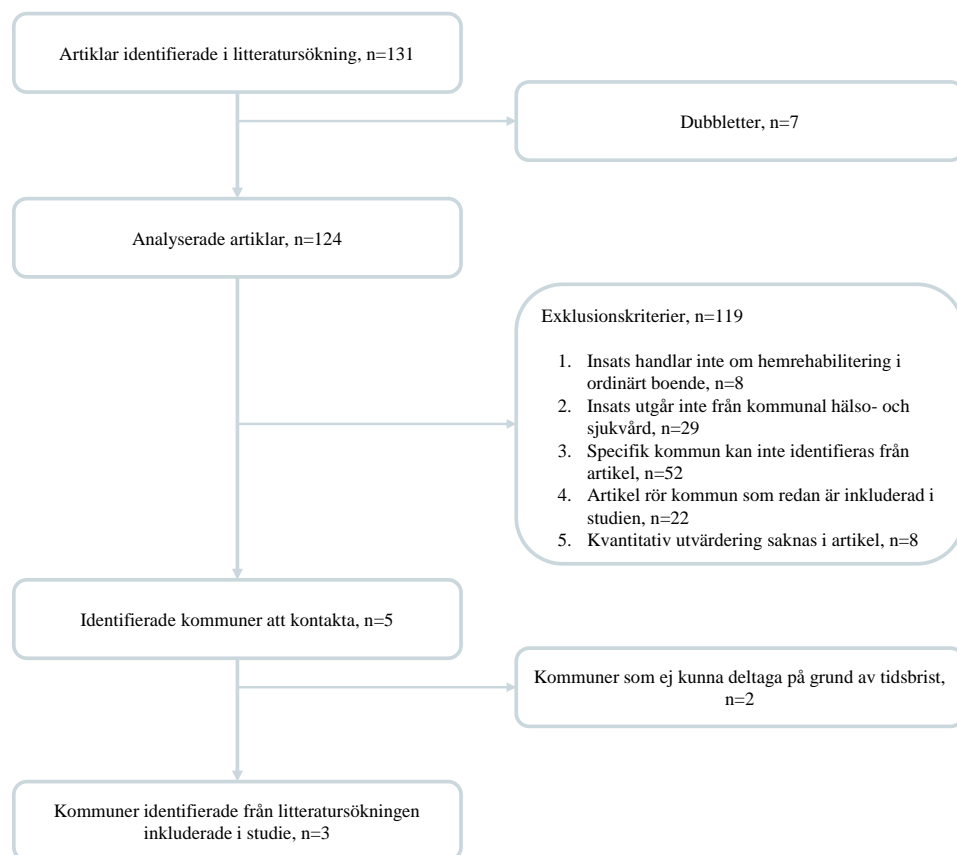 Artiklar identifierade i litteratursökning, n=131
Dubbletter, n=7
Analyserade artiklar, n=124
Exklusionskriterier, n=119
1. Insats handlar inte om hemrehabilitering i
ordinärt boende, n=8
2. Insats utgår inte från kommunal hälso- och
sjukvård, n=29
3. Specifik kommun kan inte identifieras från
artikel, n=52
4. Artikel rör kommun som redan är inkluderad i
studien, n=22
5. Kvantitativ utvärdering saknas i artikel, n=8
Identifierade kommuner att kontakta, n=5
Kommuner som ej kunna deltaga på grund av tidsbrist,
n=2
Kommuner identifierade från litteratursökningen
inkluderade i studie, n=3